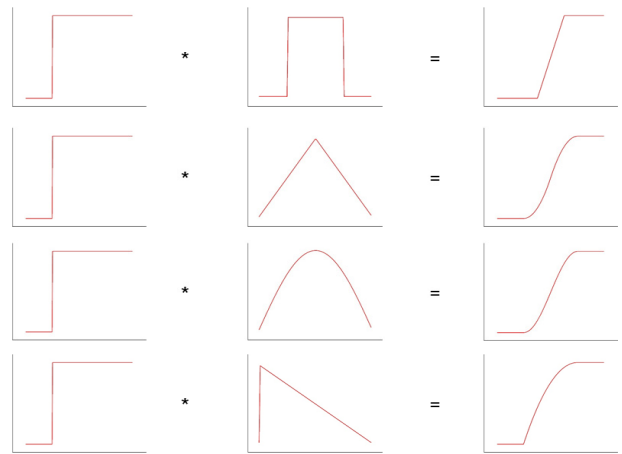 * =
* =
* =
* =